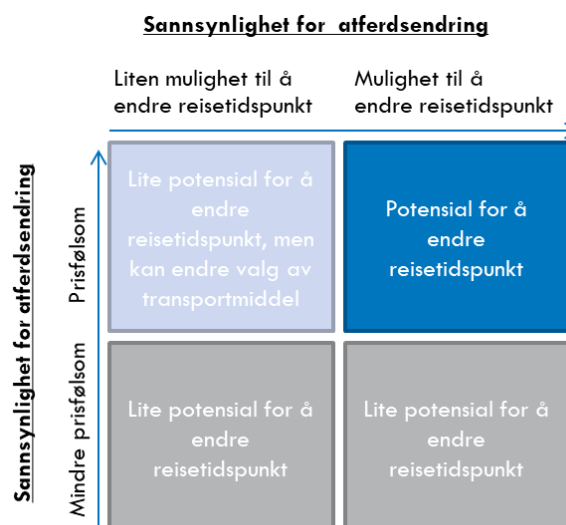 Sannsynlighet for atferdsendring
Liten mulighet til å
endre reisetidspunkt
Mulighet til å
endre reisetidspunkt
Sannsynlighet for atferdsendring
Prisfølsom
Lite potensial for å
endre
reisetidspunkt, men
kan endre valg av
transportmiddel
Potensial for å
endre
reisetidspunkt
Mindre prisfølsom
Lite potensial for å
endre
reisetidspunkt
Lite potensial for å
endre
reisetidspunkt